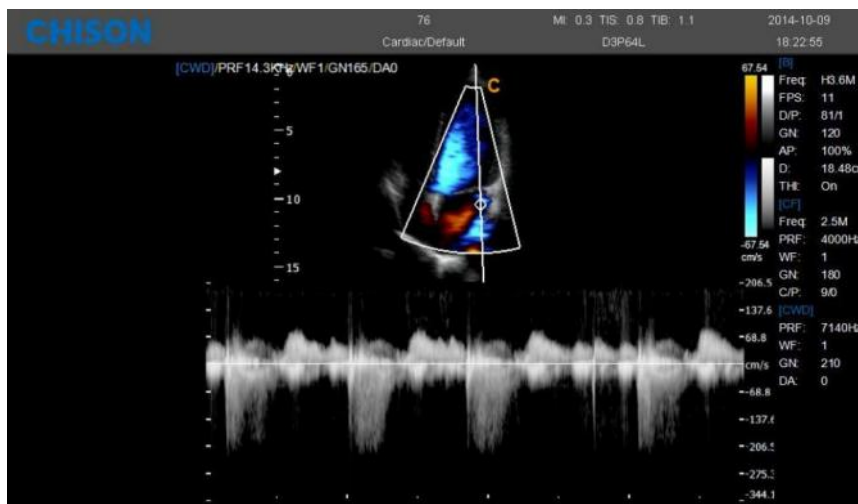 CHISON
76
Cardiac/Default
MI: 0.3 TIS: 0.8 TIB: 1.1
D3P64L
2014-10-09
18:22:55
[CWD]/PRF14.3KHz/WF1/GN165/DA0
C
-5
-10
-15
67.54
-67.54
cm/s
[B]
Freq: H3.6M
FPS: 11
D/P: 81/1
GN: 120
AP: 100%
D: 18.48c
THI: On
[CF]
Freq: 2.5M
PRF: 4000Hz
WF: 1
GN: 180
C/P: 9/0
[CWD]
PRF: 7140Hz
WF: 1
GN: 210
DA: 0
-206.5
-137.6
-68.8
cm/s
-68.8
-137.6
-206.5
-275.3
-344.1